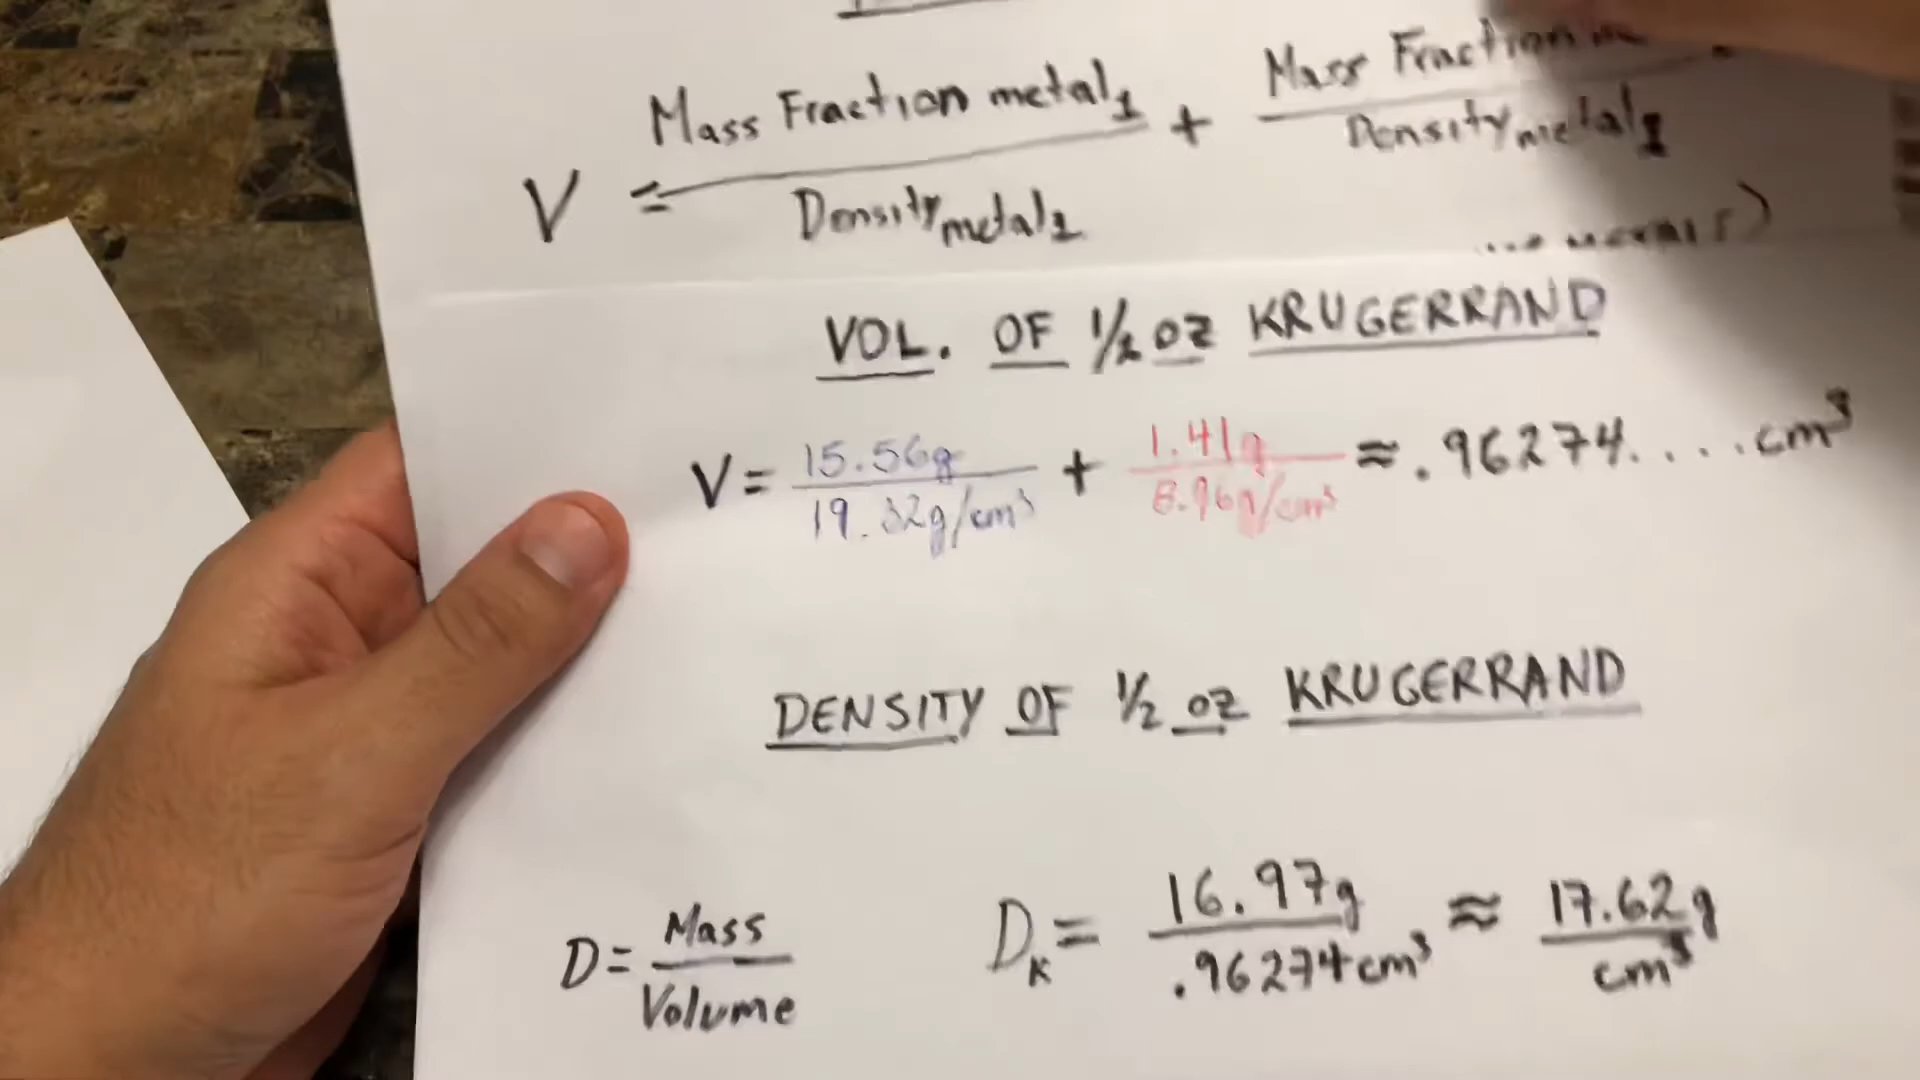 V = Mass Fraction metal1 / Density metal1 + Mass Fraction / Density metal2
VOL. OF 1/2 OZ KRUGERRAND
V = 15.56g / 19.32g/cm³ + 1.41g / 8.96g/cm³ ≈ .96274.... cm³
DENSITY OF 1/2 OZ KRUGERRAND
D = Mass / Volume
DK = 16.97g / .96274cm³ ≈ 17.62g / cm³